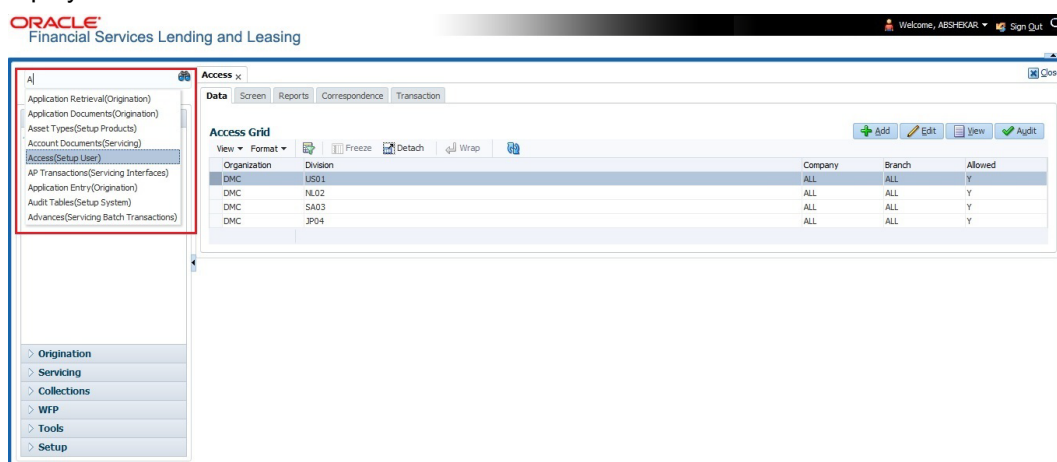 ORACLE
Financial Services Lending and Leasing
Welcome, ABSHEKAR Sign Out
A
Application Retrieval(Origination)
Application Documents(Origination)
Asset Types(Setup Products)
Account Documents(Servicing)
Access(Setup User)
AP Transactions(Servicing Interfaces)
Application Entry(Origination)
Audit Tables(Setup System)
Advances(Servicing Batch Transactions)
Origination
Servicing
Collections
WFP
Tools
Setup
Access x
Data Screen Reports Correspondence Transaction
Access Grid
Add Edit View Audit
View Format Freeze Detach Wrap
Organization Division Company Branch Allowed
DMC US01 ALL ALL Y
DMC NL02 ALL ALL Y
DMC SA03 ALL ALL Y
DMC JP04 ALL ALL Y